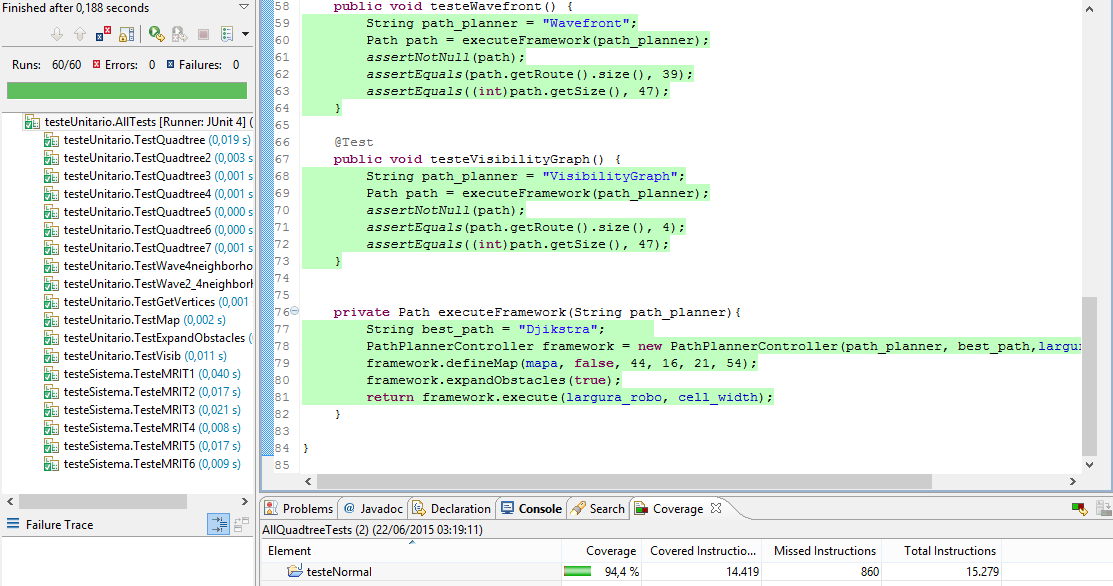 Finished after 0,188 seconds
Runs: 60/60 Errors: 0 Failures: 0
testeUnitario.AllTests [Runner: JUnit 4] (
testeUnitario.TestQuadtree (0,019 s)
testeUnitario.TestQuadtree2 (0,003 s
testeUnitario.TestQuadtree3 (0,001 s
testeUnitario.TestQuadtree4 (0,001 s
testeUnitario.TestQuadtree5 (0,000 s
testeUnitario.TestQuadtree6 (0,000 s
testeUnitario.TestQuadtree7 (0,001 s
testeUnitario.TestWave4neighborho
testeUnitario.TestWave2_4neighborl
testeUnitario.TestGetVertices (0,001
testeUnitario.TestMap (0,002 s)
testeUnitario.TestExpandObstacles (
testeUnitario.TestVisib (0,011 s)
testeSistema.TesteMRIT1 (0,040 s)
testeSistema.TesteMRIT2 (0,017 s)
testeSistema.TesteMRIT3 (0,021 s)
testeSistema.TesteMRIT4 (0,008 s)
testeSistema.TesteMRIT5 (0,017 s)
testeSistema.TesteMRIT6 (0,009 s)
Failure Trace
58 public void testeWavefront() {
59 String path_planner = "Wavefront";
60 Path path = executeFramework(path_planner);
61 assertNotNull(path);
62 assertEquals(path.getRoute().size(), 39);
63 assertEquals((int)path.getSize(), 47);
64 }
65
66 @Test
67 public void testeVisibilityGraph() {
68 String path_planner = "VisibilityGraph";
69 Path path = executeFramework(path_planner);
70 assertNotNull(path);
71 assertEquals(path.getRoute().size(), 4);
72 assertEquals((int)path.getSize(), 47);
73 }
74
75
76 private Path executeFramework(String path_planner){
77 String best_path = "Djikstra";
78 PathPlannerController framework = new PathPlannerController(path_planner, best_path,largu
79 framework.defineMap(mapa, false, 44, 16, 21, 54);
80 framework.expandObstacles(true);
81 return framework.execute(largura_robo, cell_width);
82 }
83
84 }
85
Problems @ Javadoc Declaration Console Search Coverage
AllQuadtreeTests (2) (22/06/2015 03:19:11)
Element Coverage Covered Instructio... Missed Instructions Total Instructions
testeNormal 94,4 % 14.419 860 15.279